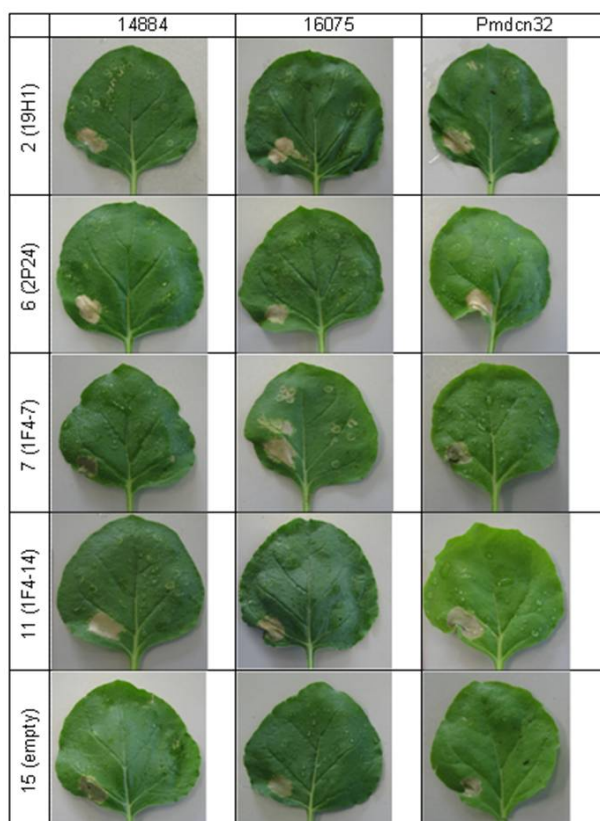 14884 16075 Pmdcn32
2 (19H1)
6 (2P24)
7 (1F4-7)
11 (1F4-14)
15 (empty)